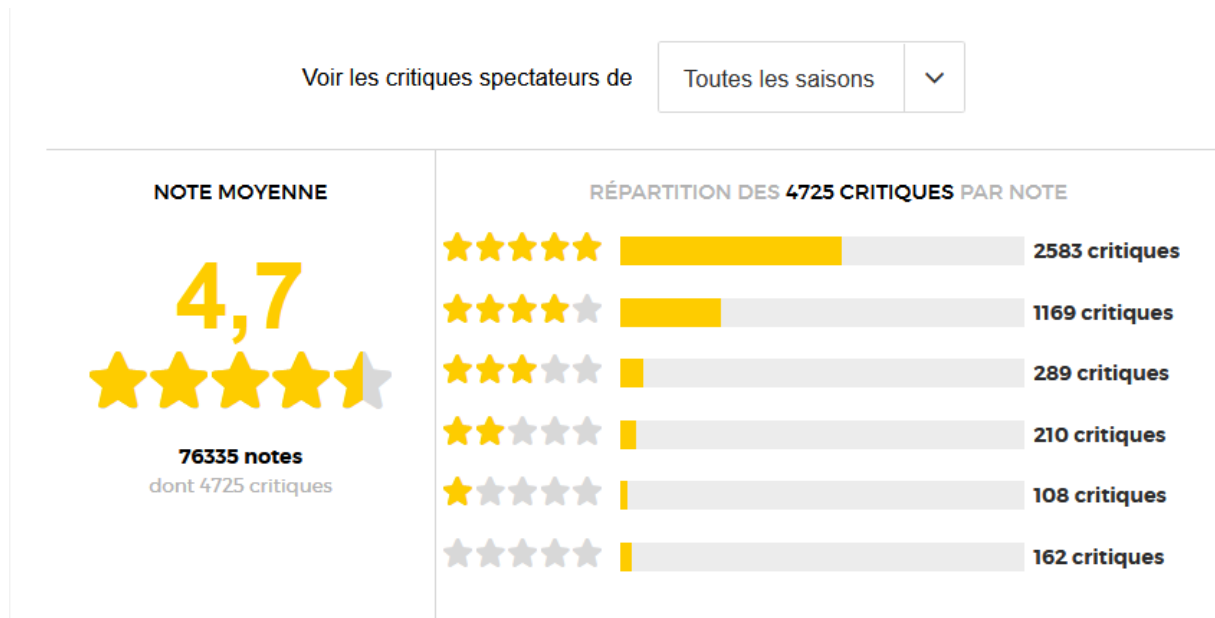 Voir les critiques spectateurs de Toutes les saisons
NOTE MOYENNE
4,7
76335 notes
dont 4725 critiques
RÉPARTITION DES 4725 CRITIQUES PAR NOTE
2583 critiques
1169 critiques
289 critiques
210 critiques
108 critiques
162 critiques